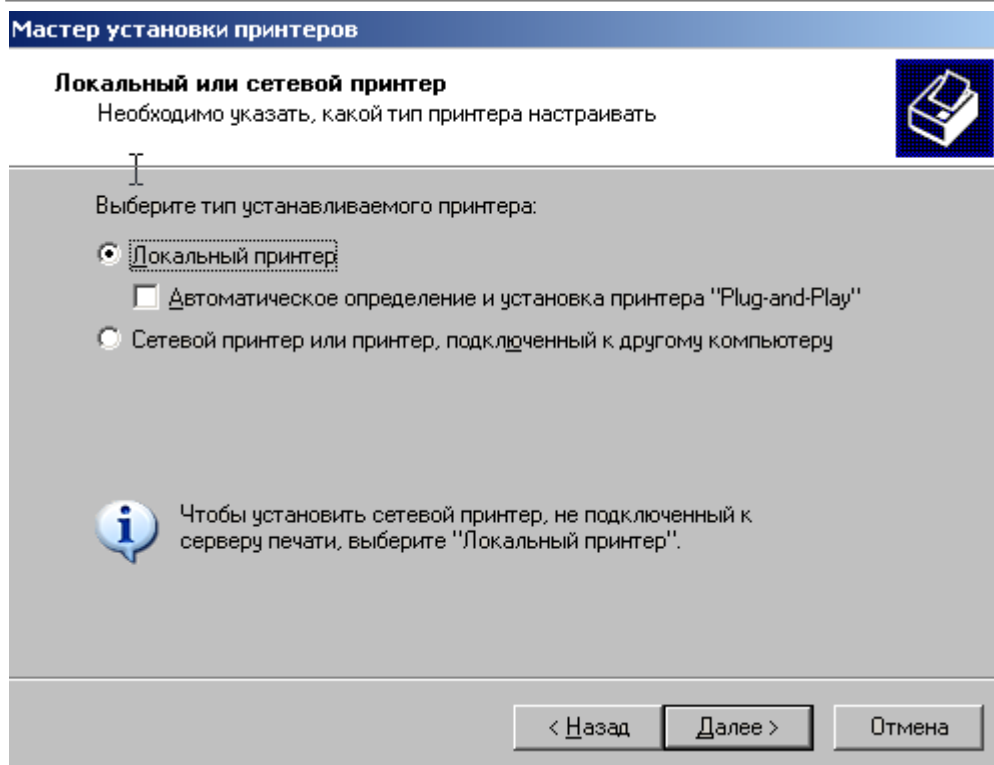 Мастер установки принтеров
Локальный или сетевой принтер
Необходимо указать, какой тип принтера настраивать
Выберите тип устанавливаемого принтера:
Локальный принтер
Автоматическое определение и установка принтера "Plug-and-Play"
Сетевой принтер или принтер, подключенный к другому компьютеру
Чтобы установить сетевой принтер, не подключенный к
серверу печати, выберите "Локальный принтер".
< Назад Далее > Отмена